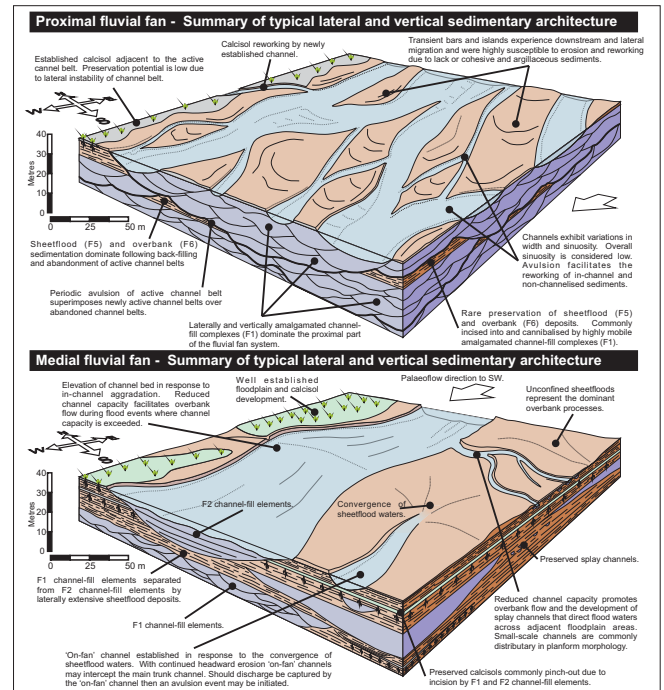 Proximal fluvial fan - Summary of typical lateral and vertical sedimentary architecture
Established calcisol adjacent to the active
cannel belt. Preservation potential is low due
to lateral instability of channel belt.
Calcisol reworking by newly
established channel.
Transient bars and islands experience downstream and lateral
migration and were highly susceptible to erosion and reworking
due to lack or cohesive and argillaceous sediments.
N
E
W
S
40
30
20
10
0
Metres
0
25
50 m
Sheetflood (F5) and overbank (F6)
sedimentation dominate following back-filling
and abandonment of active channel belts
Periodic avulsion of active channel belt
superimposes newly active channel belts over
abandoned channel belts.
Laterally and vertically amalgamated channel-
fill complexes (F1) dominate the proximal part
of the fluvial fan system.
Channels exhibit variations in
width and sinuosity. Overall
sinuosity is considered low.
Avulsion facilitates the
reworking of in-channel and
non-channelised sediments.
Rare preservation of sheetflood (F5)
and overbank (F6) deposits. Commonly
incised into and cannibalised by highly mobile
amalgamated channel-fill complexes (F1).
Medial fluvial fan - Summary of typical lateral and vertical sedimentary architecture
Elevation of channel bed in response to
in-channel aggradation. Reduced
channel capacity facilitates overbank
flow during flood events where channel
capacity is exceeded.
Well established
floodplain and calcisol
development.
Palaeoflow direction to SW.
Unconfined sheetfloods
represent the dominant
overbank processes.
N
E
W
S
40
30
20
10
0
Metres
0
25
50 m
F2 channel-fill elements.
Convergence of
sheetflood waters.
F1 channel-fill elements separated
from F2 channel-fill elements by
laterally extensive sheetflood deposits.
F1 channel-fill elements.
Preserved splay channels.
Reduced channel capacity promotes
overbank flow and the development of
splay channels that direct flood waters
across adjacent floodplain areas.
Small-scale channels are commonly
distributary in planform morphology.
'On-fan' channel established in response to the convergence of
sheetflood waters. With continued headward erosion 'on-fan' channels
may intercept the main trunk channel. Should discharge be captured by
the 'on-fan' channel then an avulsion event may be initiated.
Preserved calcisols commonly pinch-out due to
incision by F1 and F2 channel-fill elements.